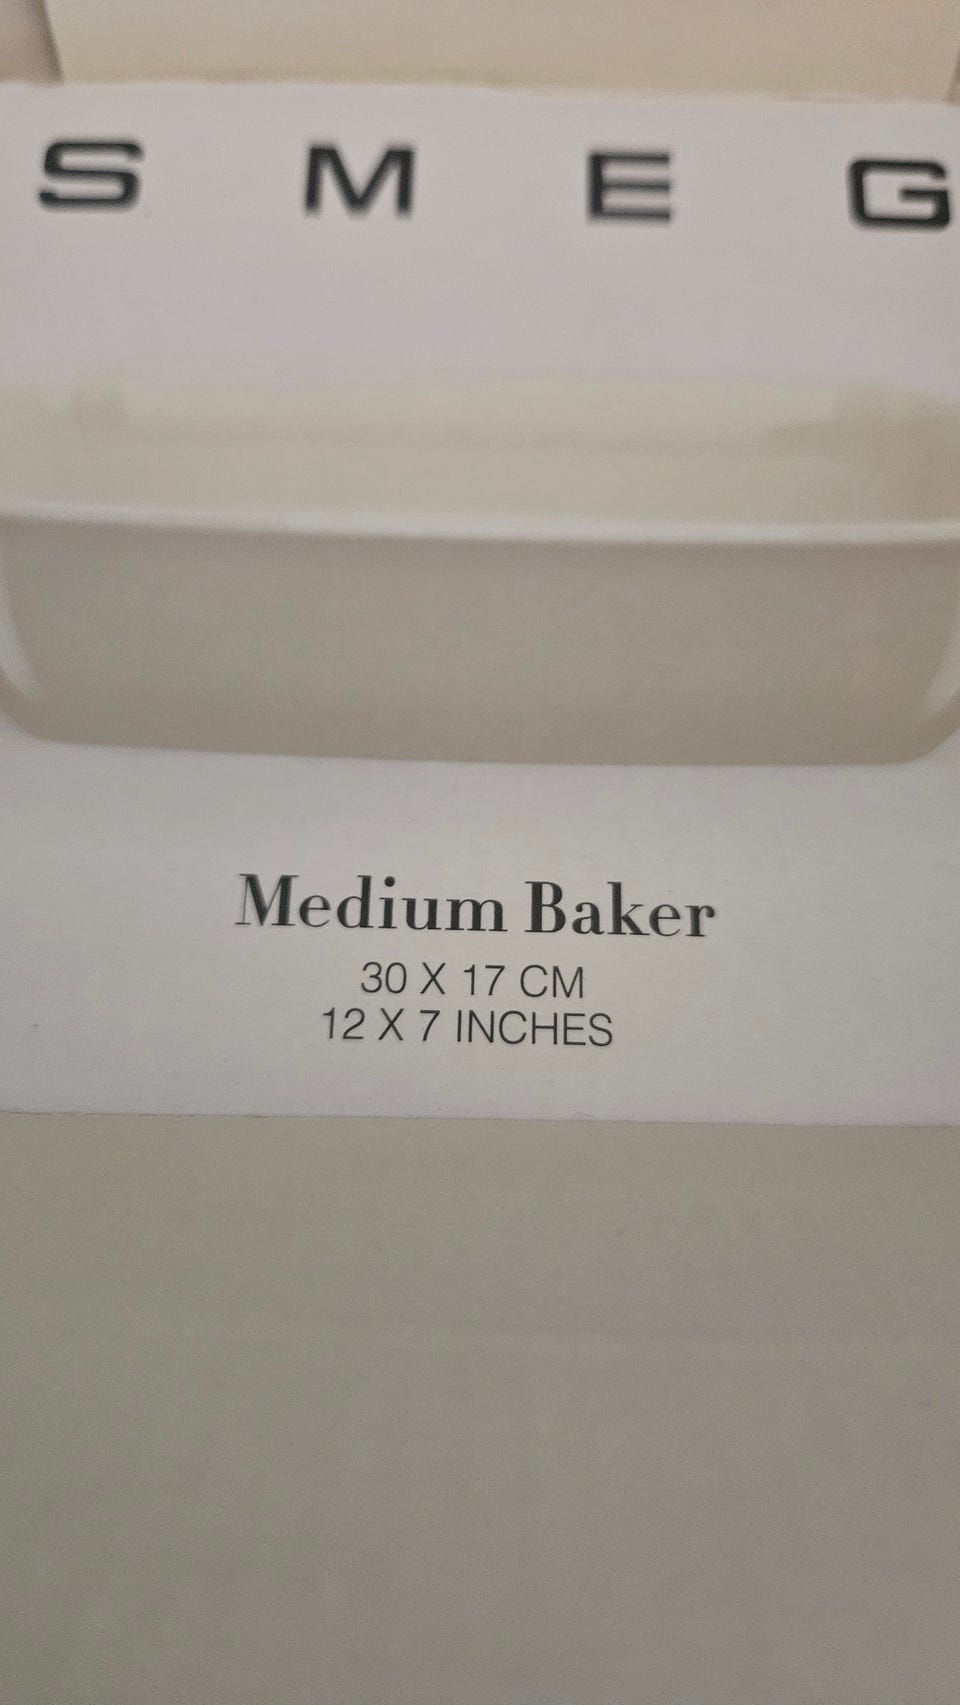 SMEG
Medium Baker
30 X 17 CM
12 X 7 INCHES